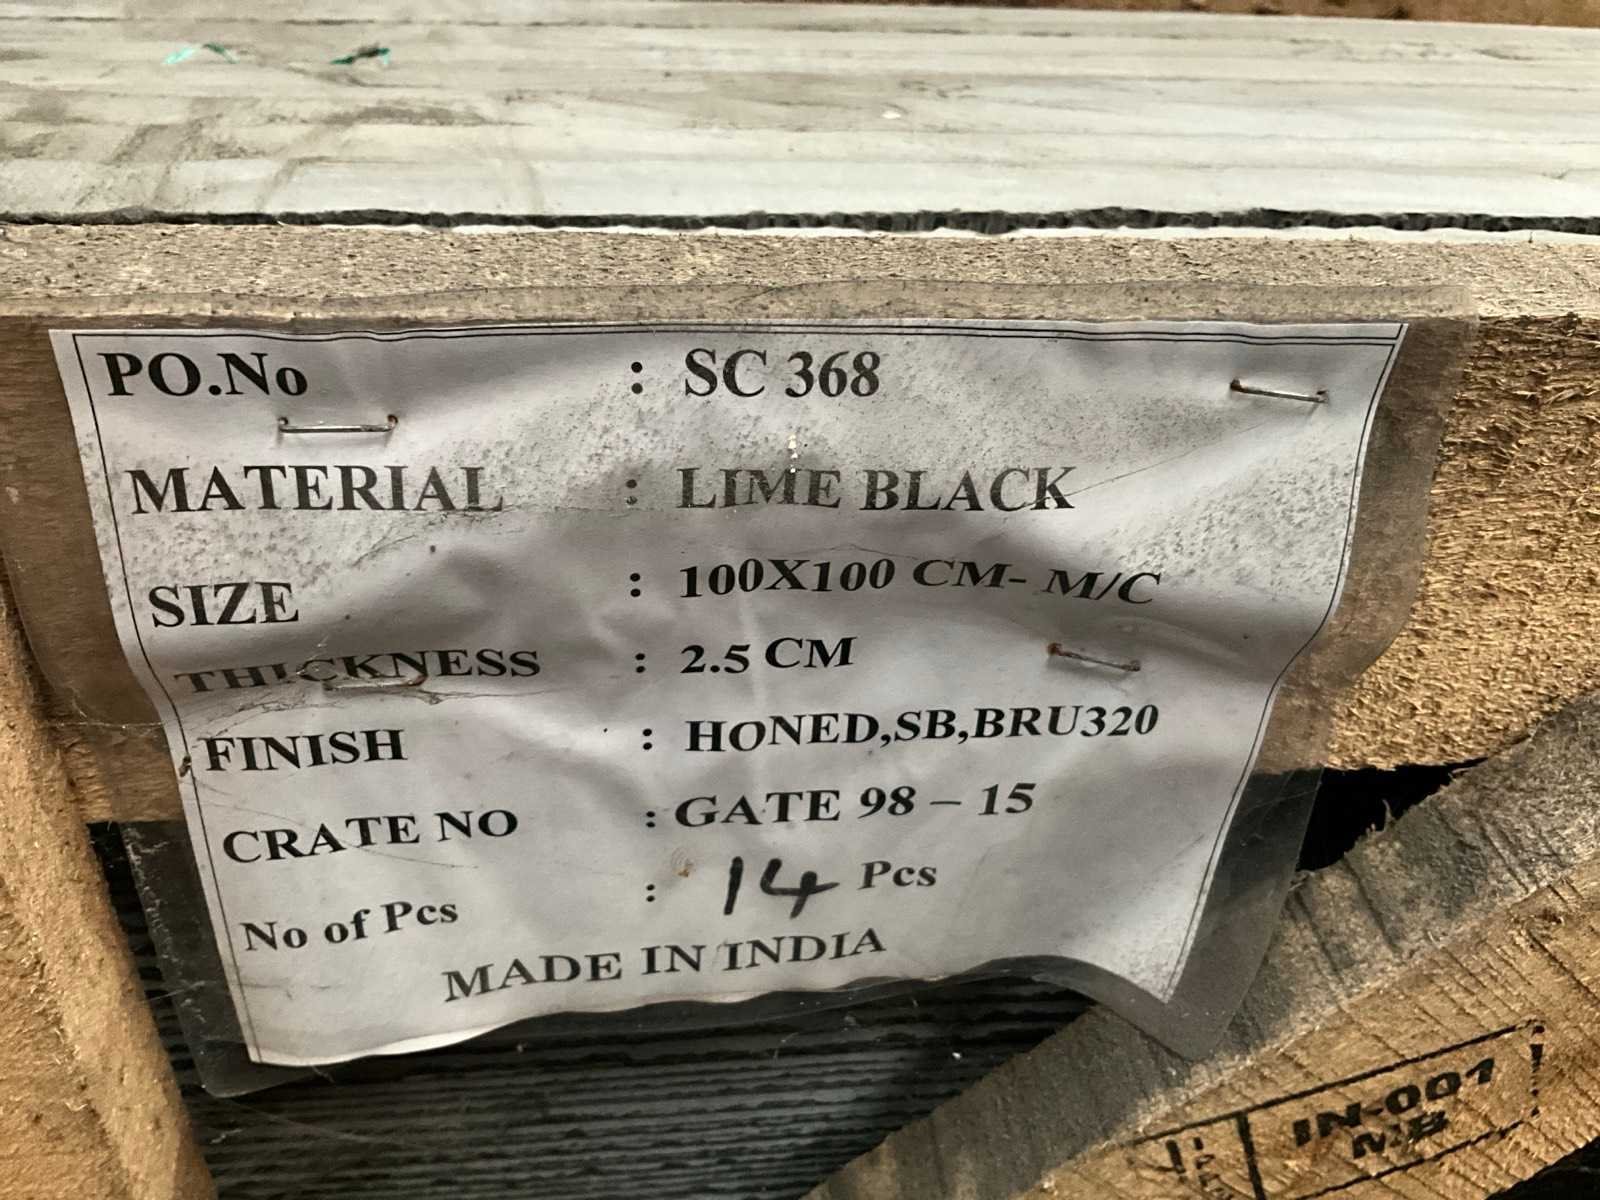 PO.No : SC 368
MATERIAL : LIME BLACK
SIZE : 100X100 CM- M/C
THICKNESS : 2.5 CM
FINISH : HONED,SB,BRU320
CRATE NO : GATE 98 – 15
No of Pcs : 14 Pcs
MADE IN INDIA
IN-001
MB